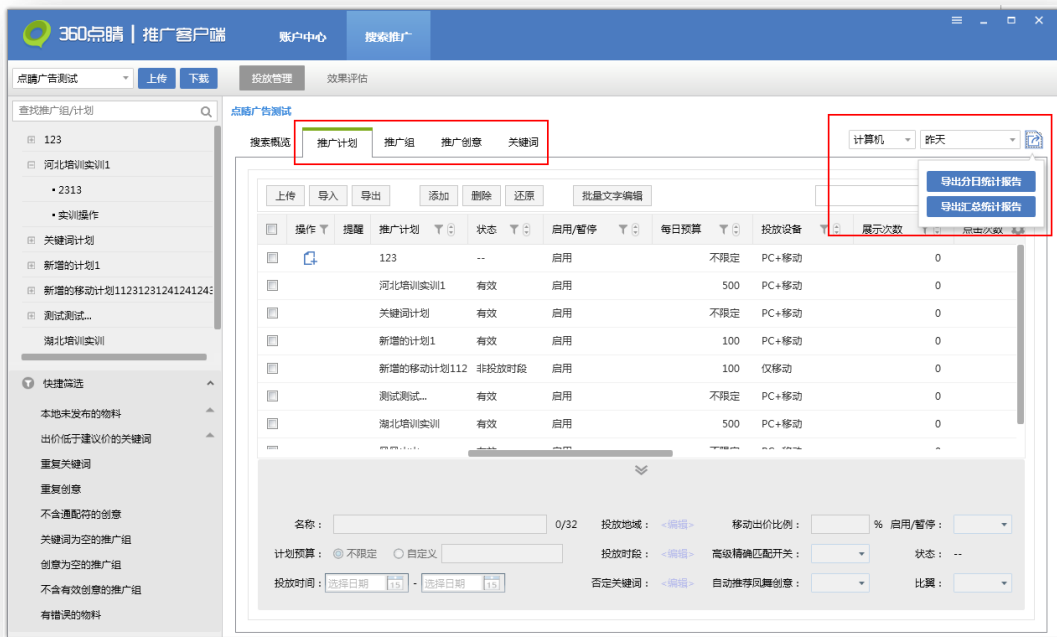 360点睛 | 推广客户端 账户中心 搜索推广
点睛广告测试 上传 下载 投放管理 效果评估
查找推广组/计划
123
河北培训实训1
2313
实训操作
关键词计划
新增的计划1
新增的移动计划11231231241241243
测试测试...
湖北培训实训
快捷筛选
本地未发布的物料
出价低于建议价的关键词
重复关键词
重复创意
不含通配符的创意
关键词为空的推广组
创意为空的推广组
不含有效创意的推广组
有错误的物料
点睛广告测试
搜索概览 推广计划 推广组 推广创意 关键词 计算机 昨天
导出分日统计报告
导出汇总统计报告
上传 导入 导出 添加 删除 还原 批量文字编辑
操作 提醒 推广计划 状态 启用/暂停 每日预算 投放设备 展示次数 点击次数
123 -- 启用 不限定 PC+移动 0
河北培训实训1 有效 启用 500 PC+移动 0
关键词计划 有效 启用 不限定 PC+移动 0
新增的计划1 有效 启用 100 PC+移动 0
新增的移动计划112 非投放时段 启用 100 仅移动 0
测试测试... 有效 启用 不限定 PC+移动 0
湖北培训实训 有效 启用 500 PC+移动 0
名称： 0/32 投放地域： <编辑> 移动出价比例： % 启用/暂停：
计划预算： 不限定 自定义 投放时段： <编辑> 高级精确匹配开关： 状态： --
投放时间： 选择日期 15 - 选择日期 15 否定关键词： <编辑> 自动推荐凤舞创意： 比翼：